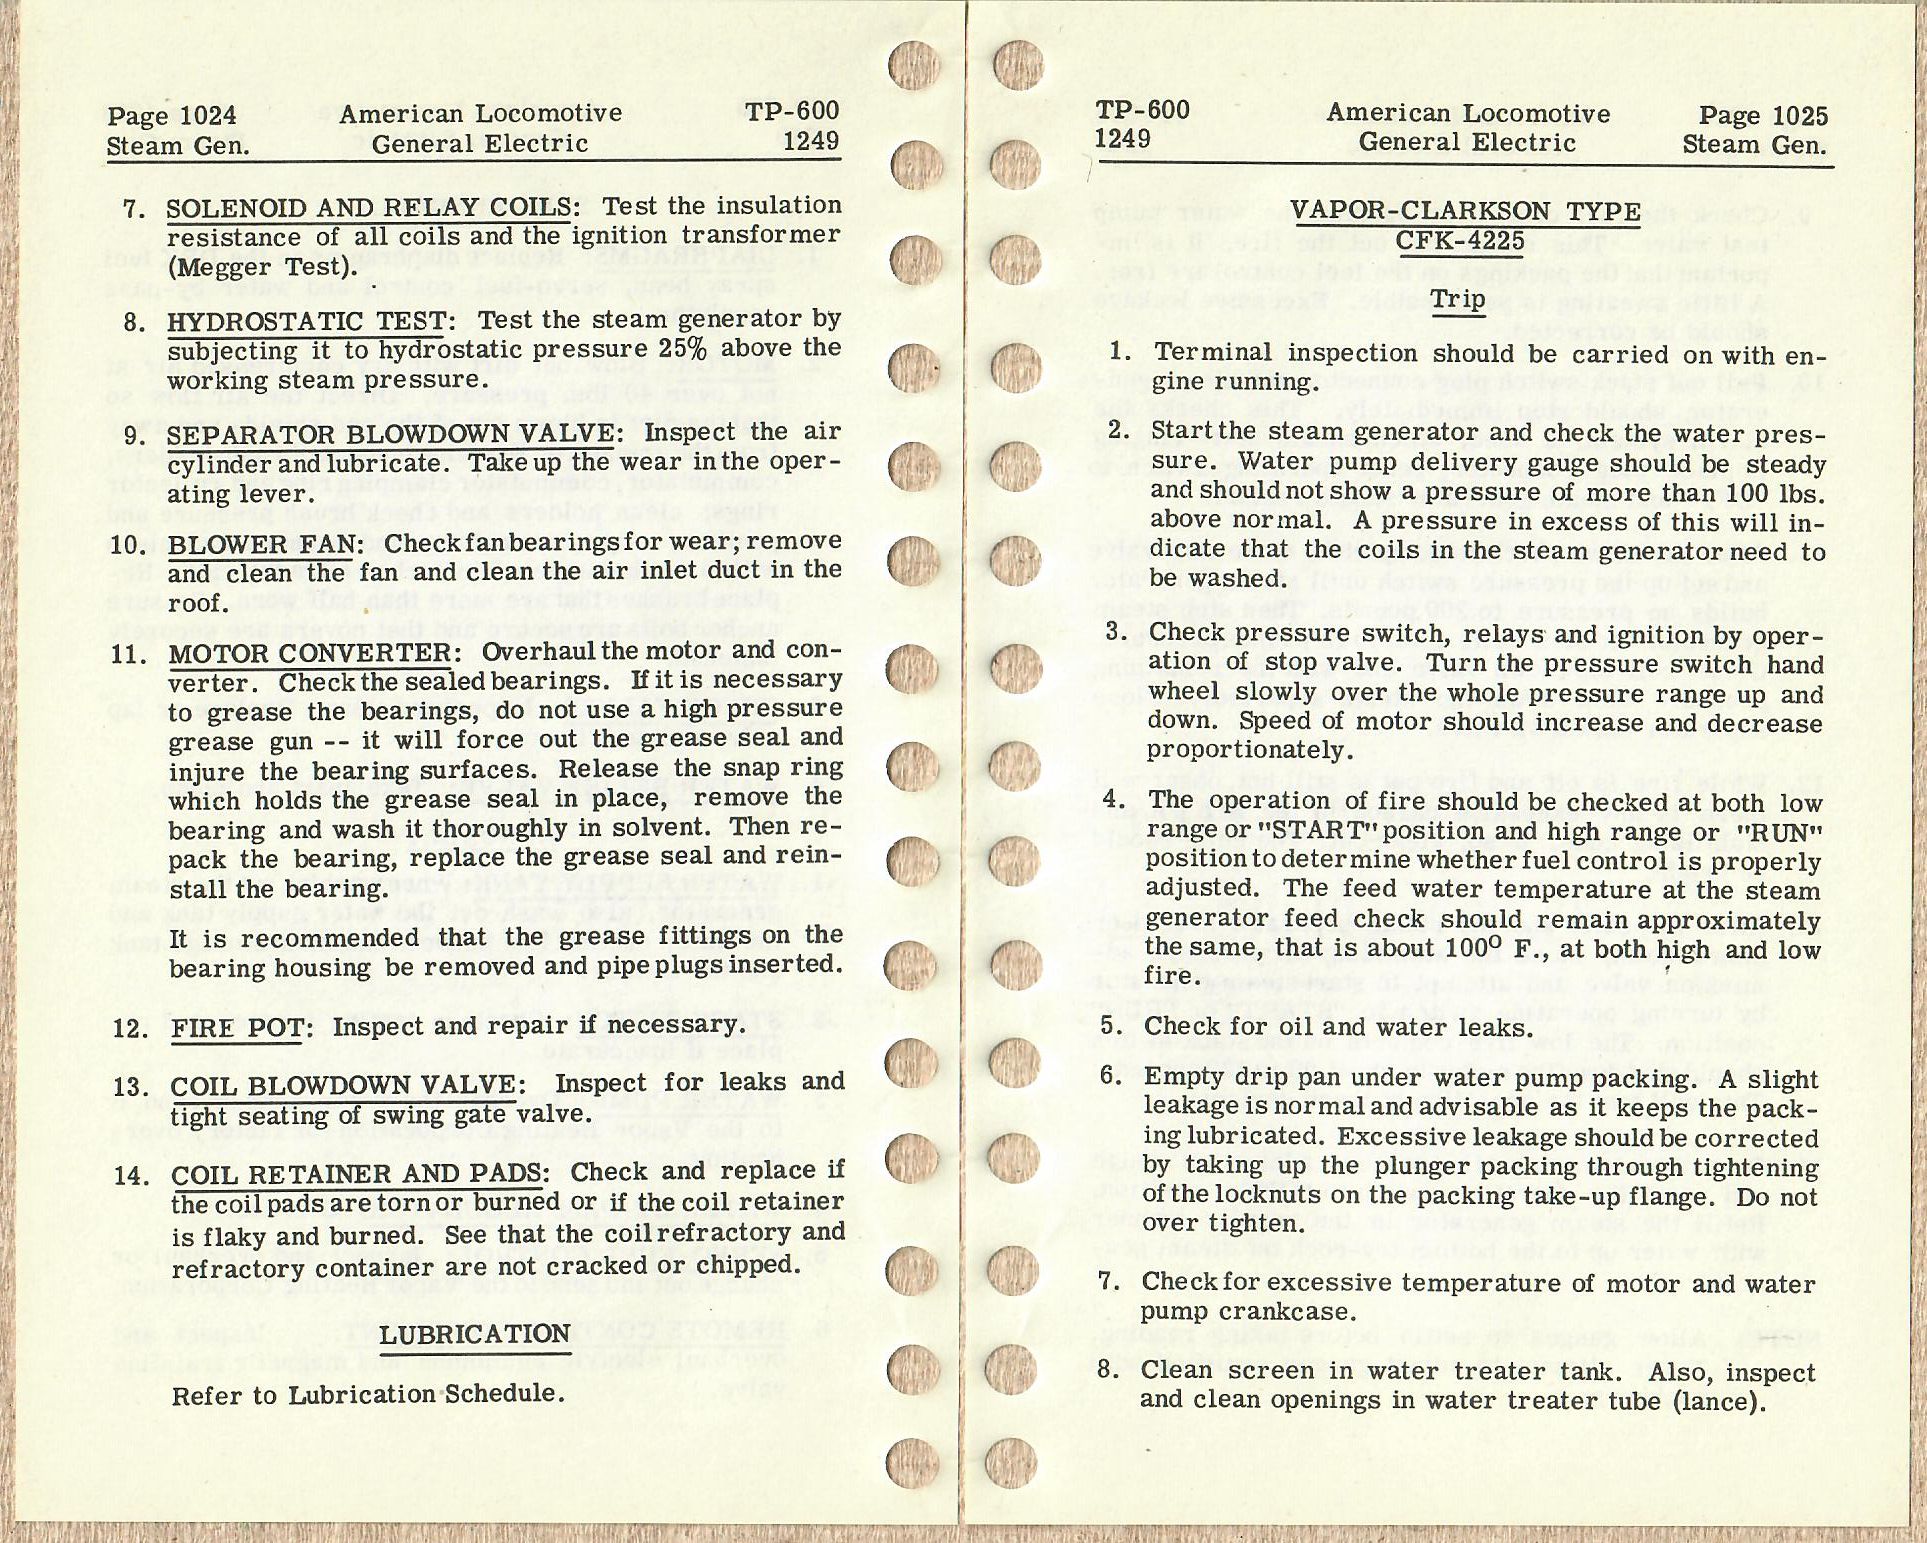 Page 1024 American Locomotive TP-600
Steam Gen. General Electric 1249
7. SOLENOID AND RELAY COILS: Test the insulation
resistance of all coils and the ignition transformer
(Megger Test).
8. HYDROSTATIC TEST: Test the steam generator by
subjecting it to hydrostatic pressure 25% above the
working steam pressure.
9. SEPARATOR BLOWDOWN VALVE: Inspect the air
cylinder and lubricate. Take up the wear in the oper-
ating lever.
10. BLOWER FAN: Check fan bearings for wear; remove
and clean the fan and clean the air inlet duct in the
roof.
11. MOTOR CONVERTER: Overhaul the motor and con-
verter. Check the sealed bearings. If it is necessary
to grease the bearings, do not use a high pressure
grease gun -- it will force out the grease seal and
injure the bearing surfaces. Release the snap ring
which holds the grease seal in place, remove the
bearing and wash it thoroughly in solvent. Then re-
pack the bearing, replace the grease seal and rein-
stall the bearing.
It is recommended that the grease fittings on the
bearing housing be removed and pipe plugs inserted.
12. FIRE POT: Inspect and repair if necessary.
13. COIL BLOWDOWN VALVE: Inspect for leaks and
tight seating of swing gate valve.
14. COIL RETAINER AND PADS: Check and replace if
the coil pads are torn or burned or if the coil retainer
is flaky and burned. See that the coil refractory and
refractory container are not cracked or chipped.
LUBRICATION
Refer to Lubrication Schedule.
TP-600 American Locomotive Page 1025
1249 General Electric Steam Gen.
VAPOR-CLARKSON TYPE
CFK-4225
Trip
1. Terminal inspection should be carried on with en-
gine running.
2. Start the steam generator and check the water pres-
sure. Water pump delivery gauge should be steady
and should not show a pressure of more than 100 lbs.
above normal. A pressure in excess of this will in-
dicate that the coils in the steam generator need to
be washed.
3. Check pressure switch, relays and ignition by oper-
ation of stop valve. Turn the pressure switch hand
wheel slowly over the whole pressure range up and
down. Speed of motor should increase and decrease
proportionately.
4. The operation of fire should be checked at both low
range or "START" position and high range or "RUN"
position to determine whether fuel control is properly
adjusted. The feed water temperature at the steam
generator feed check should remain approximately
the same, that is about 100° F., at both high and low
fire.
5. Check for oil and water leaks.
6. Empty drip pan under water pump packing. A slight
leakage is normal and advisable as it keeps the pack-
ing lubricated. Excessive leakage should be corrected
by taking up the plunger packing through tightening
of the locknuts on the packing take-up flange. Do not
over tighten.
7. Check for excessive temperature of motor and water
pump crankcase.
8. Clean screen in water treater tank. Also, inspect
and clean openings in water treater tube (lance).